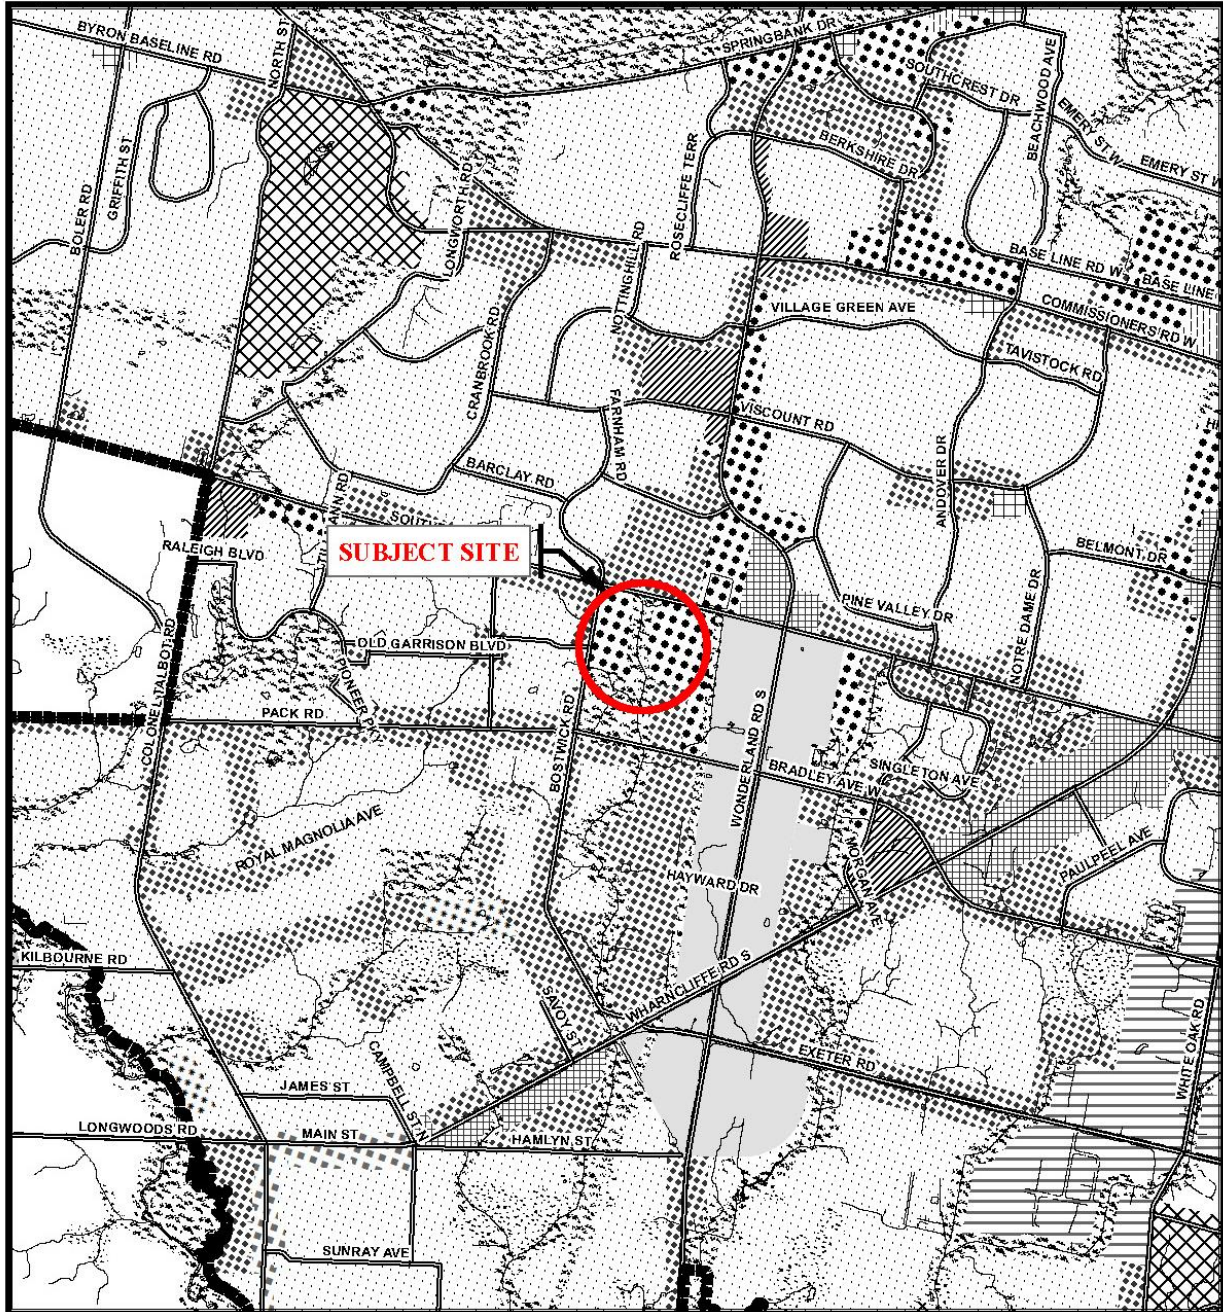 BYRON BASELINE RD
NORTH ST
SPRINGBANK DR
SOUTHCREST DR
BEACHWOOD AVE
EMERY ST W
EMERY ST W
BERKSHIRE DR
ROSECLIFFE TERR
GRIFFITH ST
BOLER RD
LONGWORTH RD
NOTTINGHILL RD
BASE LINE RD W
BASE LINE
COMMISSIONERS RD W
VILLAGE GREEN AVE
TAVISTOCK RD
CRANBROOK RD
FARNHAM RD
VISCOUNT RD
ANDOVER DR
BARCLAY RD
SUBJECT SITE
RALEIGH BLVD
BELMONT DR
PINE VALLEY DR
NOTRE DAME DR
OLD GARRISON BLVD
COLONEL TALBOT RD
PIONEER PKY
PACK RD
BOSTWICK RD
WONDERLAND RD S
BRADLEY AVE W
SINGLETON AVE
ROYAL MAGNOLIA AVE
MORGAN AVE
PAULPEEL AVE
HAYWARD DR
KILBOURNE RD
WHARNCLIFFE RD S
SAVOY ST
WHITE OAK RD
EXETER RD
CAMPBELL ST N
JAMES ST
LONGWOODS RD
MAIN ST
HAMLYN ST
SUNRAY AVE